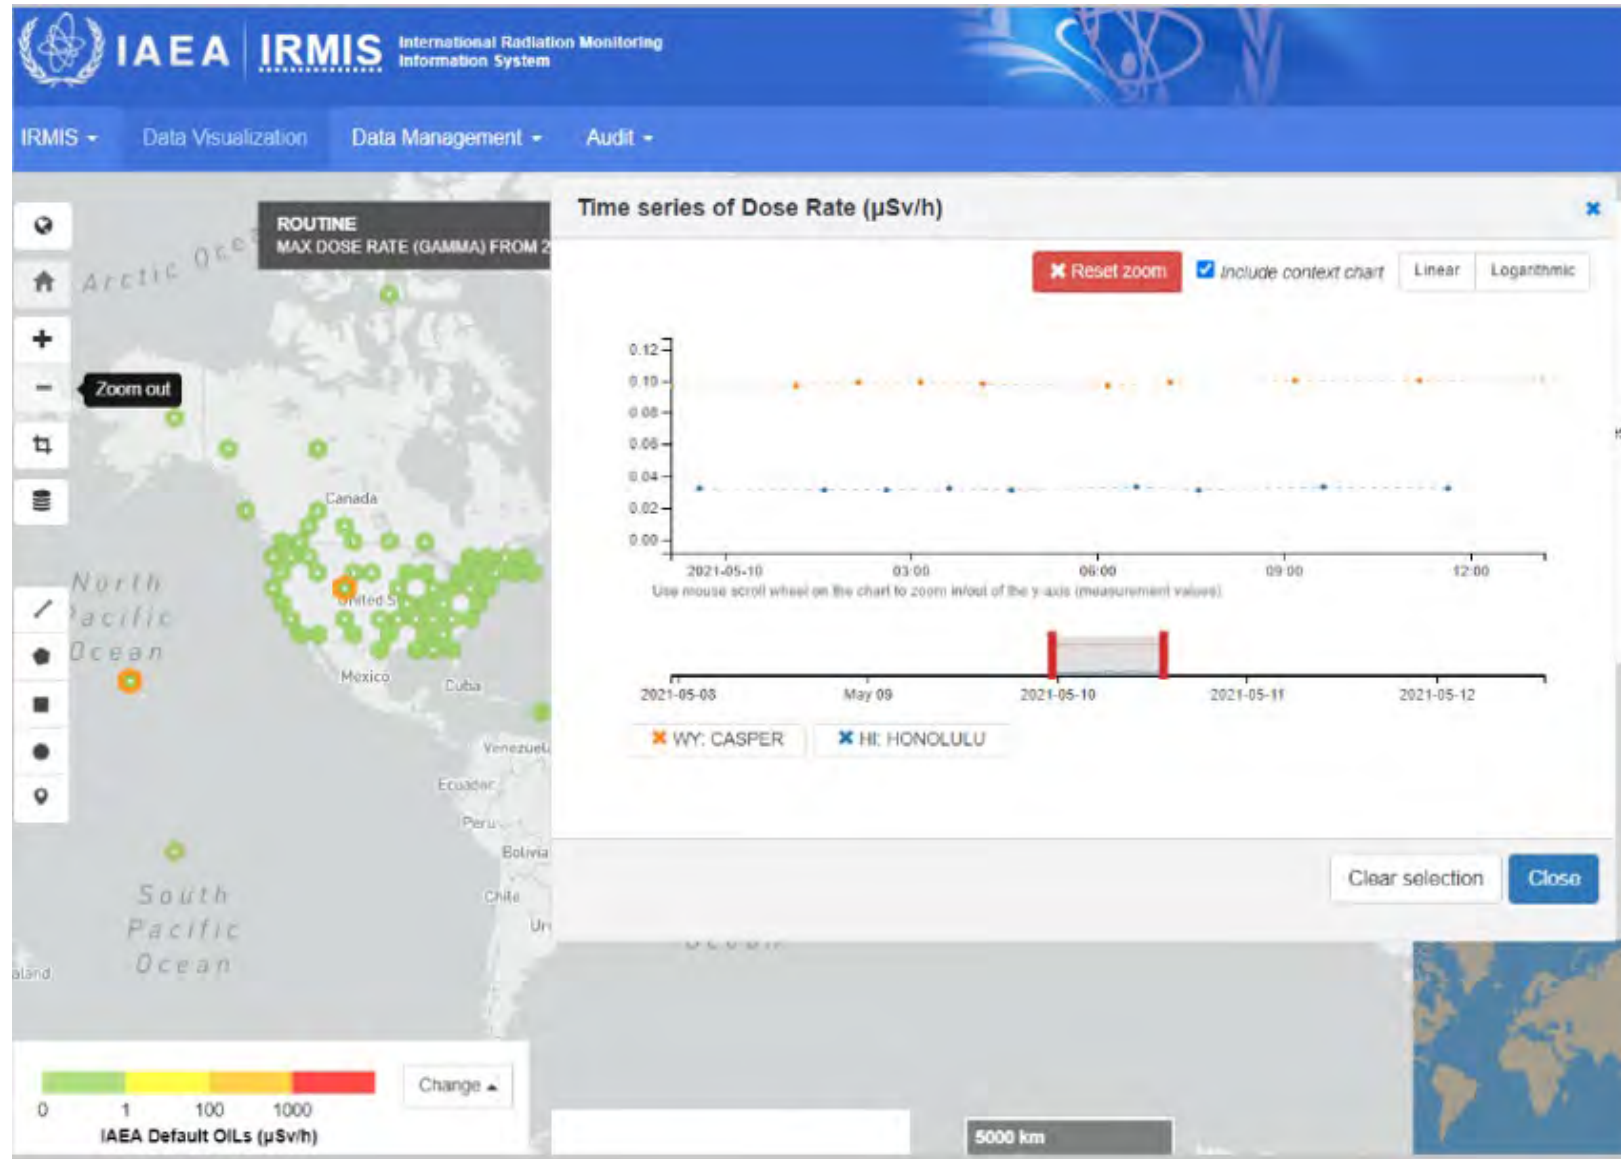 IAEA IRMIS International Radiation Monitoring
Information System
IRMIS Data Visualization Data Management Audit
Time series of Dose Rate (µSv/h)
ROUTINE
MAX DOSE RATE (GAMMA) FROM 2
Reset zoom Include context chart Linear Logarithmic
Arctic
Zoom out
0.12
0.10
0.08
0.06
0.04
0.02
0.00
2021-05-10 03:00 06:00 09:00 12:00
Use mouse scroll wheel on the chart to zoom in/out of the y-axis (measurement values)
2021-05-08 May 09 2021-05-10 2021-05-11 2021-05-12
WY: CASPER HI: HONOLULU
Canada
North
Pacific
Ocean
United S
Mexico
Cuba
Venezuel
Ecuador
Peru
Bolivia
Chile
South
Pacific
Ocean
aland
Clear selection Close
Change
0 1 100 1000
IAEA Default OILs (µSv/h)
5000 km